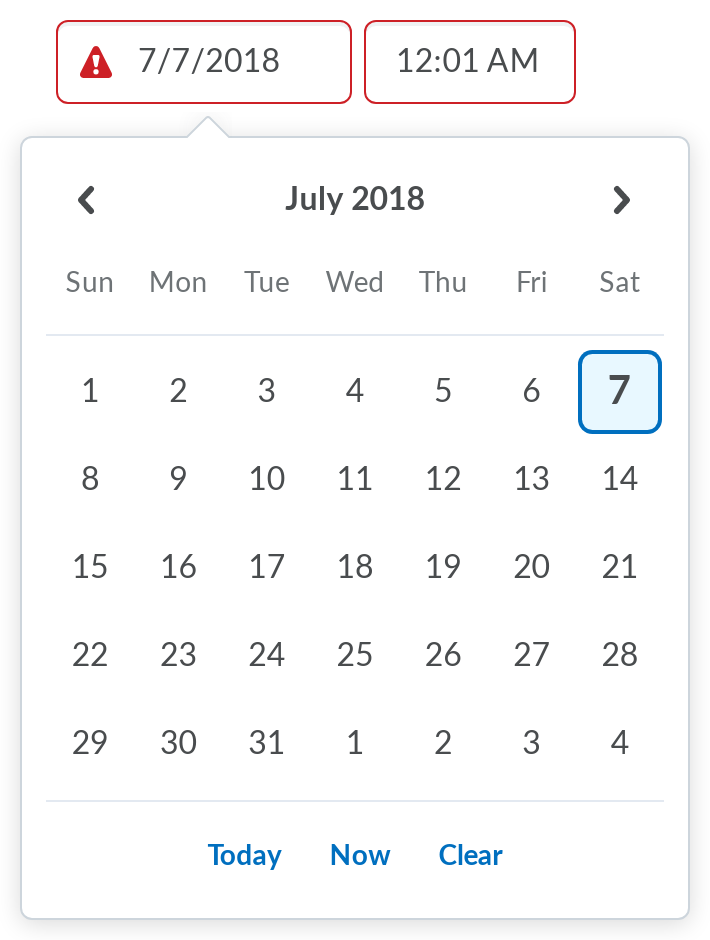 7/7/2018 12:01 AM
July 2018
Sun Mon Tue Wed Thu Fri Sat
1 2 3 4 5 6 7
8 9 10 11 12 13 14
15 16 17 18 19 20 21
22 23 24 25 26 27 28
29 30 31 1 2 3 4
Today Now Clear